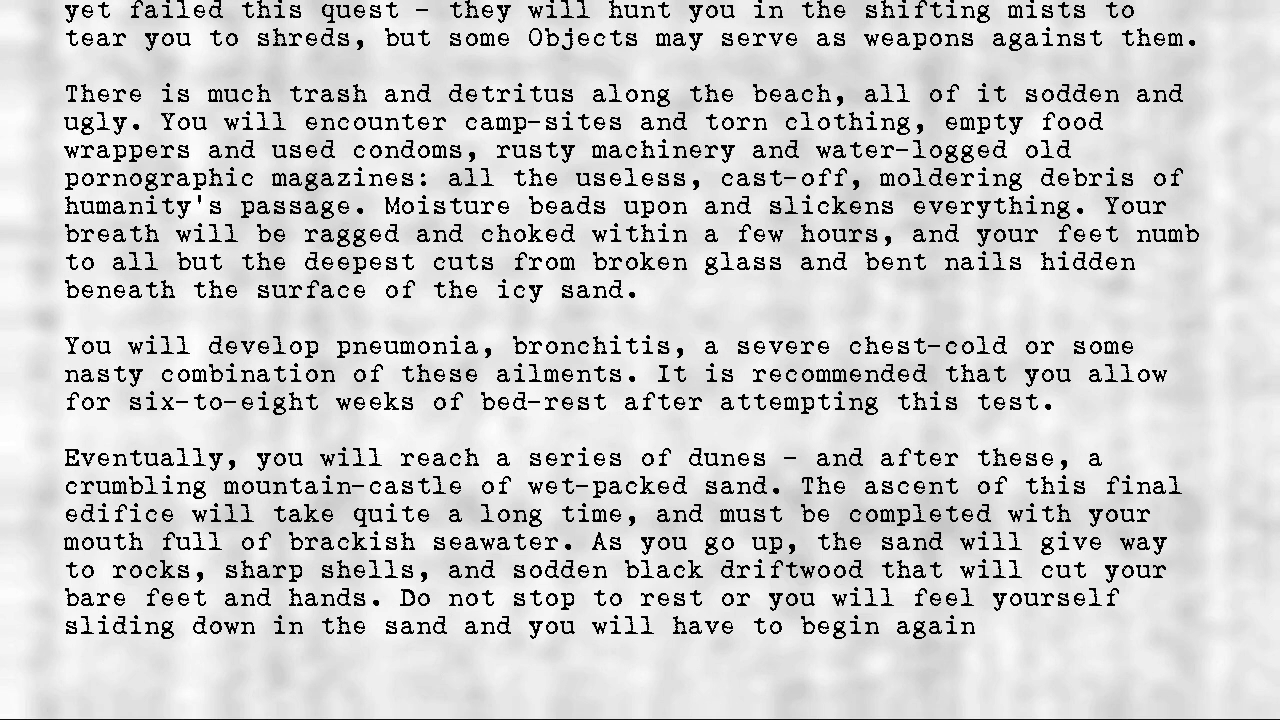 yet failed this quest - they will hunt you in the shifting mists to
tear you to shreds, but some Objects may serve as weapons against them.
There is much trash and detritus along the beach, all of it sodden and
ugly. You will encounter camp-sites and torn clothing, empty food
wrappers and used condoms, rusty machinery and water-logged old
pornographic magazines: all the useless, cast-off, moldering debris of
humanity's passage. Moisture beads upon and slickens everything. Your
breath will be ragged and choked within a few hours, and your feet numb
to all but the deepest cuts from broken glass and bent nails hidden
beneath the surface of the icy sand.
You will develop pneumonia, bronchitis, a severe chest-cold or some
nasty combination of these ailments. It is recommended that you allow
for six-to-eight weeks of bed-rest after attempting this test.
Eventually, you will reach a series of dunes - and after these, a
crumbling mountain-castle of wet-packed sand. The ascent of this final
edifice will take quite a long time, and must be completed with your
mouth full of brackish seawater. As you go up, the sand will give way
to rocks, sharp shells, and sodden black driftwood that will cut your
bare feet and hands. Do not stop to rest or you will feel yourself
sliding down in the sand and you will have to begin again